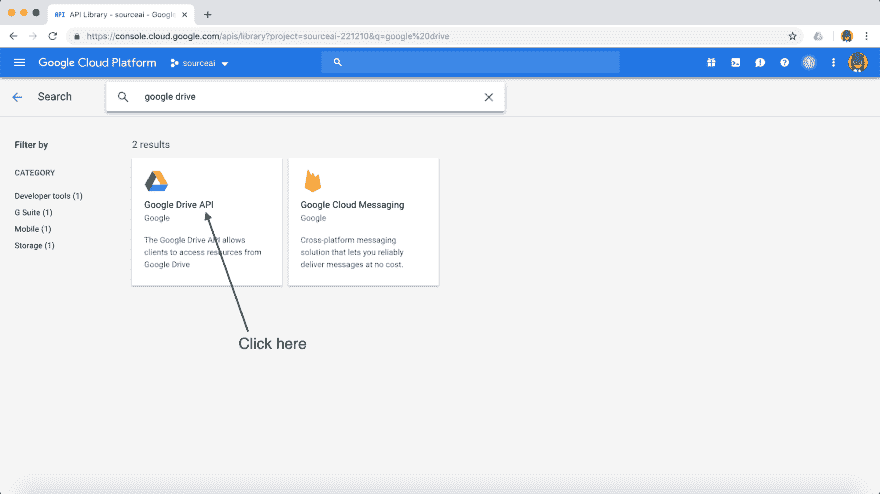 API API Library - sourceai - Google
https://console.cloud.google.com/apis/library?project=sourceai-221210&q=google%20drive
Google Cloud Platform sourceai
Search google drive
Filter by
CATEGORY
Developer tools (1)
G Suite (1)
Mobile (1)
Storage (1)
2 results
Google Drive API
Google
The Google Drive API allows
clients to access resources from
Google Drive
Google Cloud Messaging
Google
Cross-platform messaging
solution that lets you reliably
deliver messages at no cost.
Click here